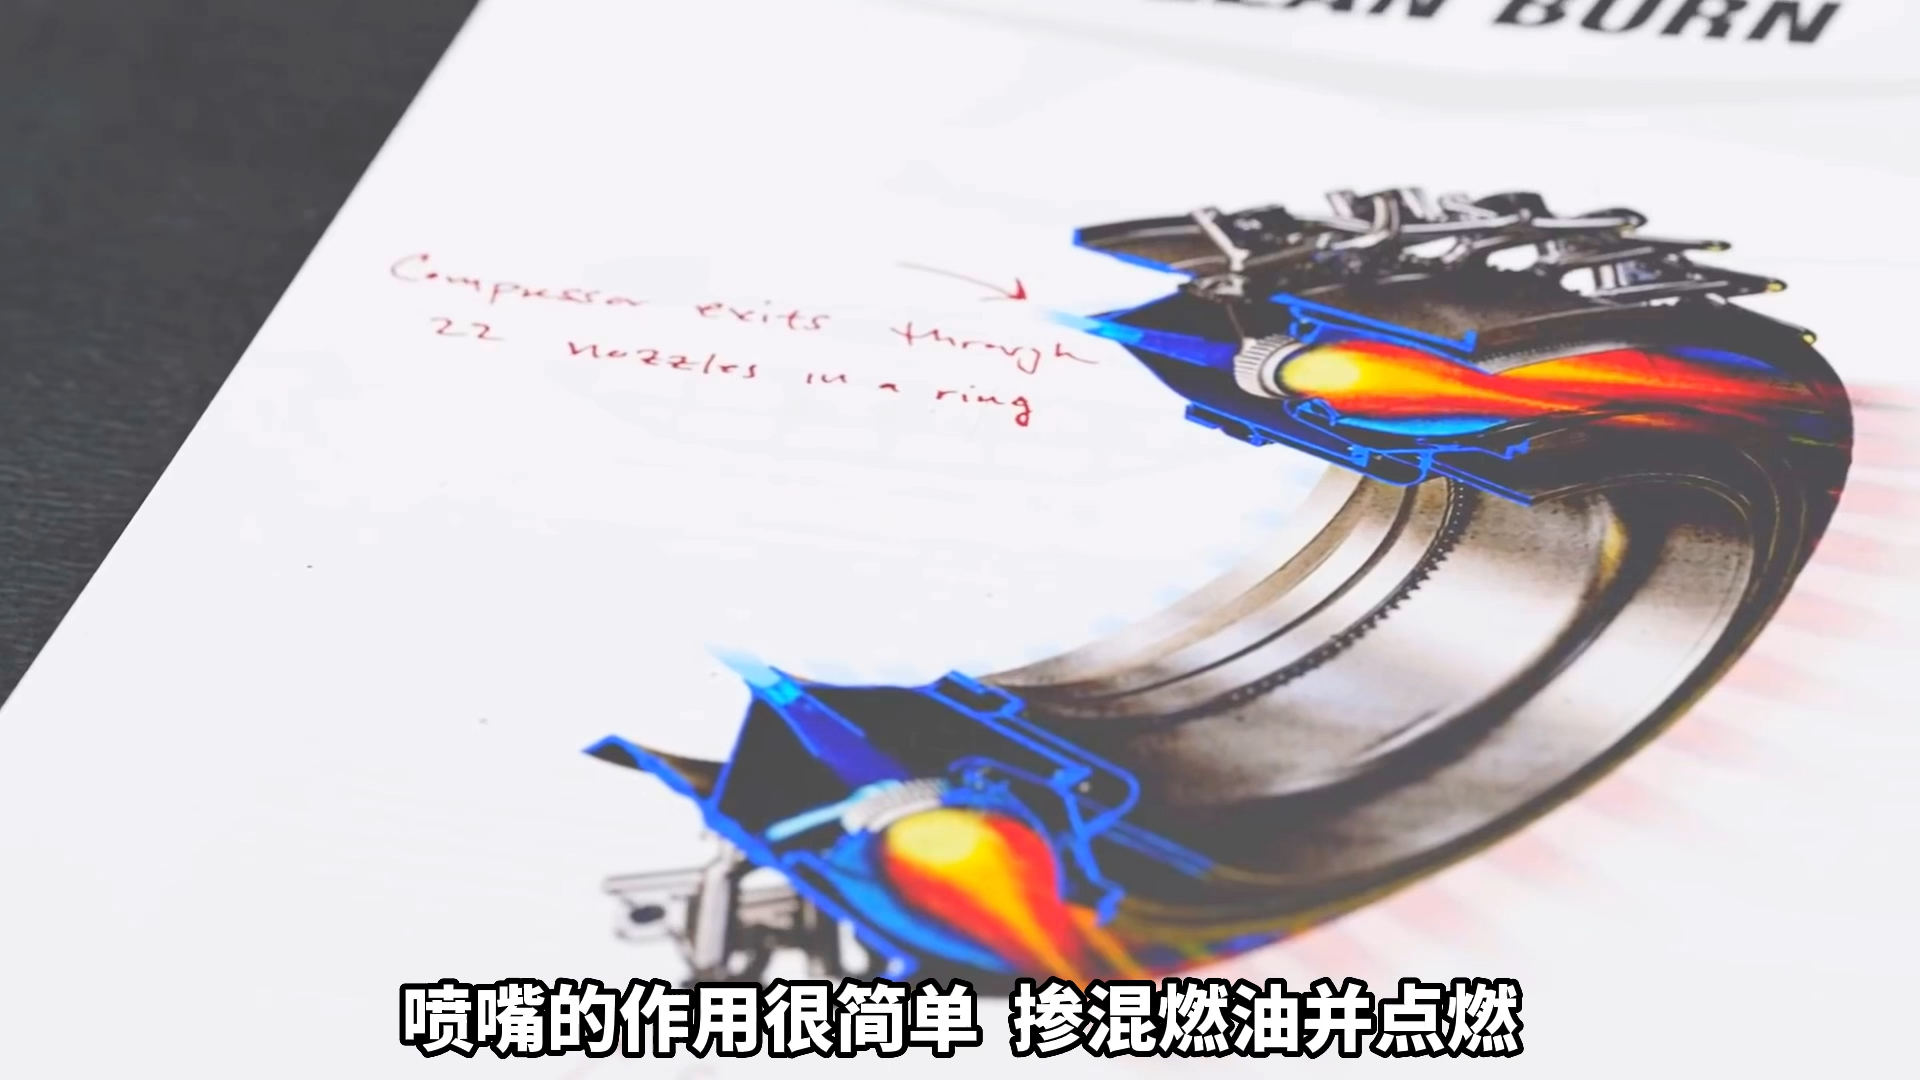 BURN
Compressor exits through
22 nozzles in a ring
喷嘴的作用很简单 掺混燃油并点燃